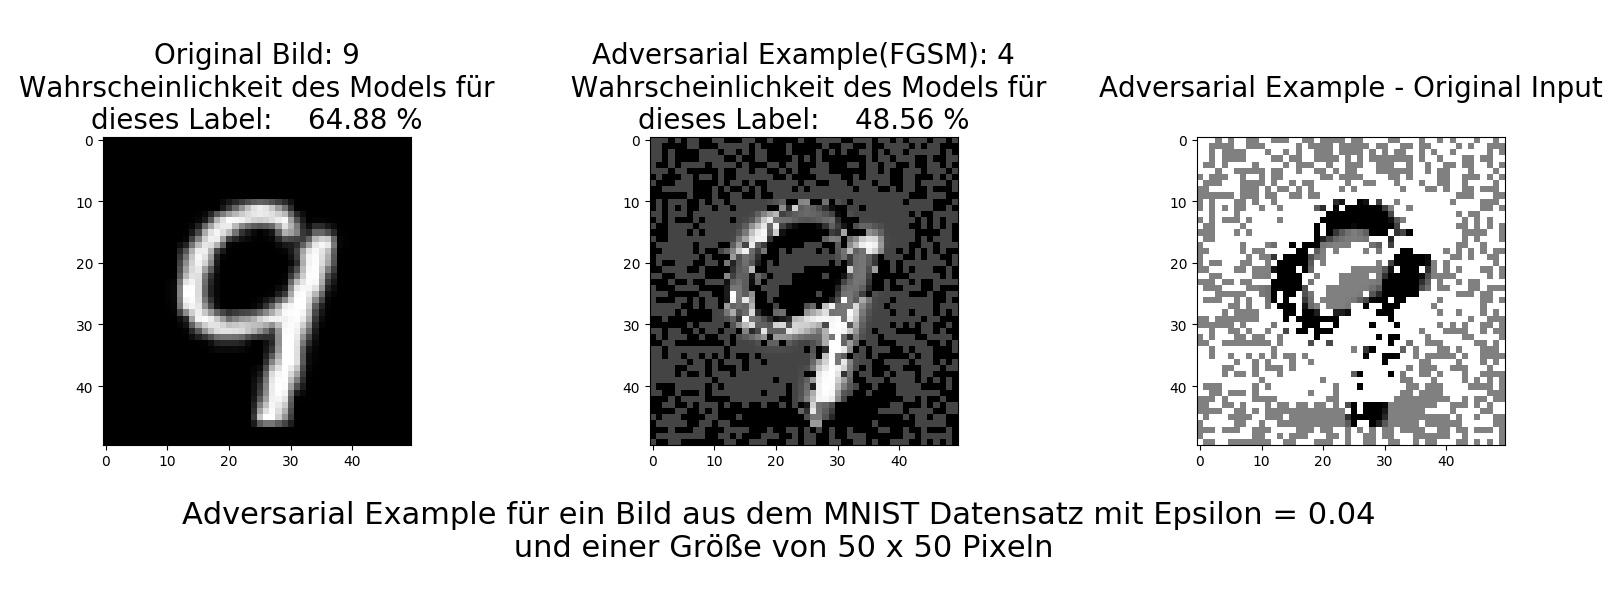 Original Bild: 9
Wahrscheinlichkeit des Models für
dieses Label: 64.88 %
0
10
20
30
40
0 10 20 30 40
Adversarial Example(FGSM): 4
Wahrscheinlichkeit des Models für
dieses Label: 48.56 %
0
10
20
30
40
0 10 20 30 40
Adversarial Example - Original Input
0
10
20
30
40
0 10 20 30 40
Adversarial Example für ein Bild aus dem MNIST Datensatz mit Epsilon = 0.04
und einer Größe von 50 x 50 Pixeln